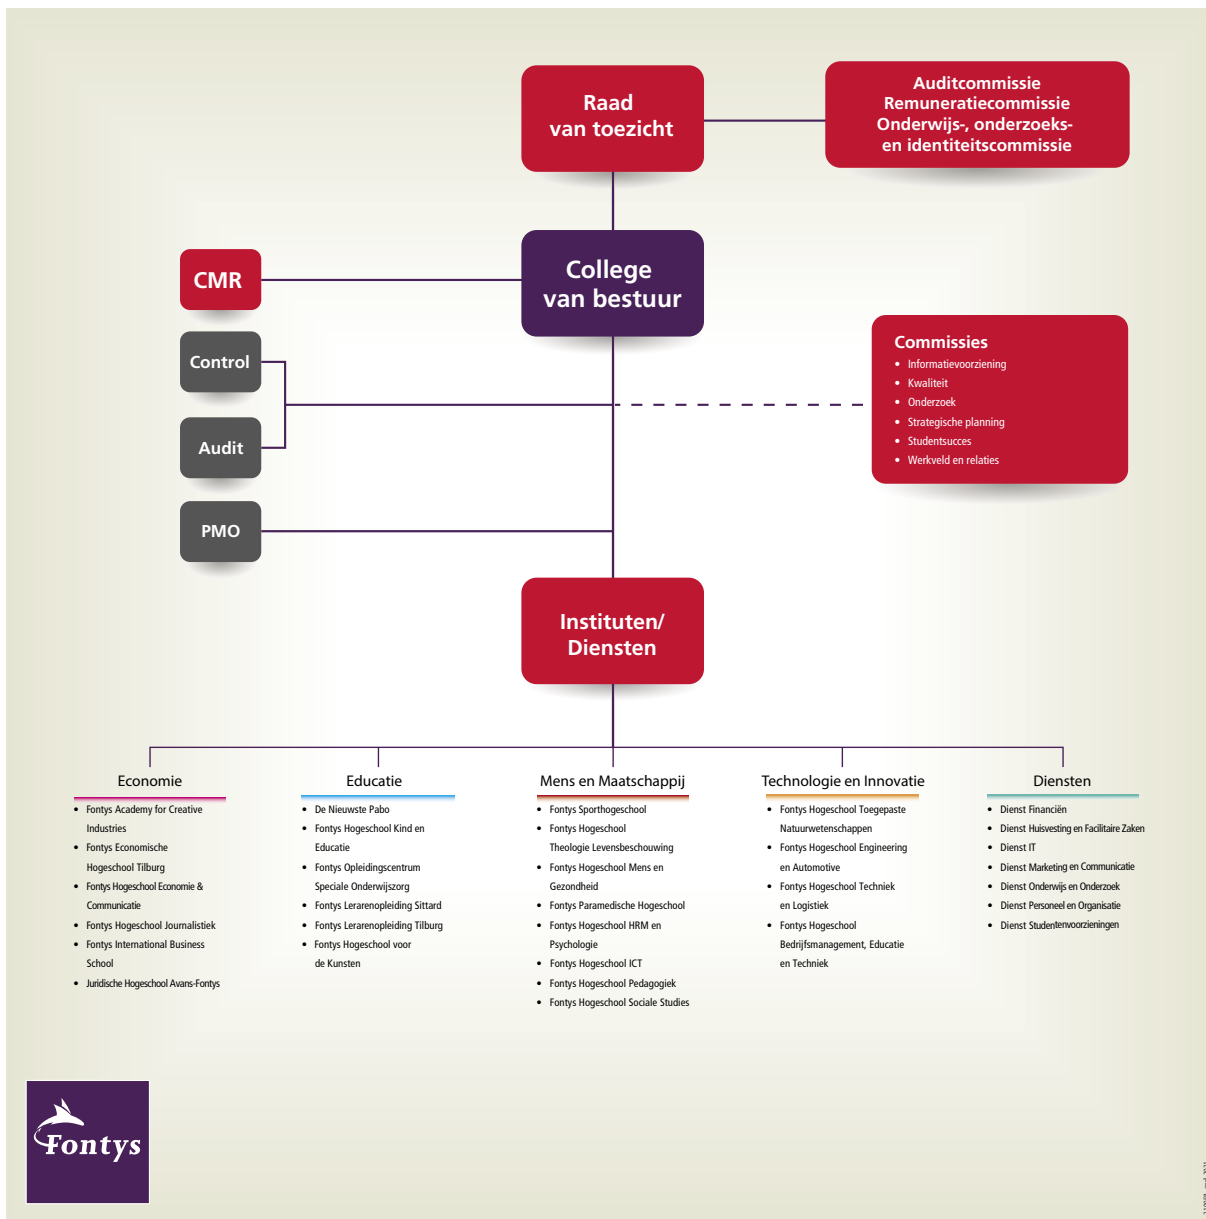 Raad
van toezicht
Auditcommissie
Remuneratiecommissie
Onderwijs-, onderzoeks-
en identiteitscommissie
CMR
College
van bestuur
Control
Audit
PMO
Commissies
• Informatievoorziening
• Kwaliteit
• Onderzoek
• Strategische planning
• Studentsucces
• Werkveld en relaties
Instituten/
Diensten
Economie
• Fontys Academy for Creative
Industries
• Fontys Economische
Hogeschool Tilburg
• Fontys Hogeschool Economie &
Communicatie
• Fontys Hogeschool Journalistiek
• Fontys International Business
School
• Juridische Hogeschool Avans-Fontys
Educatie
• De Nieuwste Pabo
• Fontys Hogeschool Kind en
Educatie
• Fontys Opleidingscentrum
Speciale Onderwijszorg
• Fontys Lerarenopleiding Sittard
• Fontys Lerarenopleiding Tilburg
• Fontys Hogeschool voor
de Kunsten
Mens en Maatschappij
• Fontys Sporthogeschool
• Fontys Hogeschool
Theologie Levensbeschouwing
• Fontys Hogeschool Mens en
Gezondheid
• Fontys Paramedische Hogeschool
• Fontys Hogeschool HRM en
Psychologie
• Fontys Hogeschool ICT
• Fontys Hogeschool Pedagogiek
• Fontys Hogeschool Sociale Studies
Technologie en Innovatie
• Fontys Hogeschool Toegepaste
Natuurwetenschappen
• Fontys Hogeschool Engineering
en Automotive
• Fontys Hogeschool Techniek
en Logistiek
• Fontys Hogeschool
Bedrijfsmanagement, Educatie
en Techniek
Diensten
• Dienst Financiën
• Dienst Huisvesting en Facilitaire Zaken
• Dienst IT
• Dienst Marketing en Communicatie
• Dienst Onderwijs en Onderzoek
• Dienst Personeel en Organisatie
• Dienst Studentenvoorzieningen
Fontys